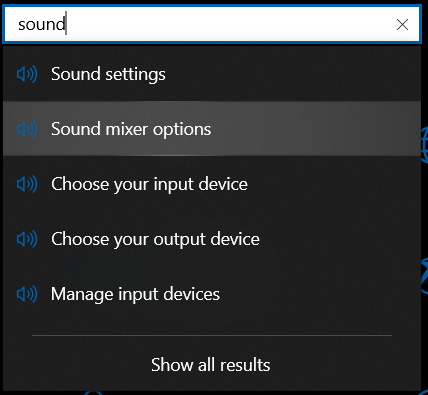 sound
Sound settings
Sound mixer options
Choose your input device
Choose your output device
Manage input devices
Show all results